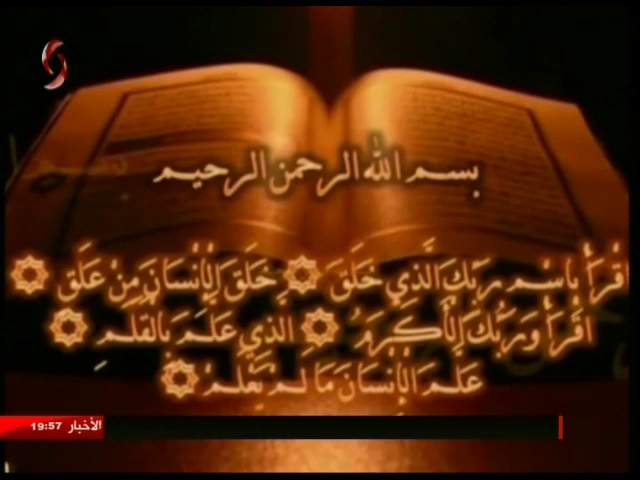 بسم الله الرحمن الرحيم
اقْرَأْ بِاسْمِ رَبِّكَ الَّذِي خَلَقَ ۞ خَلَقَ الْإِنْسَانَ مِنْ عَلَقٍ ۞
اقْرَأْ وَرَبُّكَ الْأَكْرَمُ ۞ الَّذِي عَلَّمَ بِالْقَلَمِ ۞
عَلَّمَ الْإِنْسَانَ مَا لَمْ يَعْلَمْ ۞
الأخبار 19:57